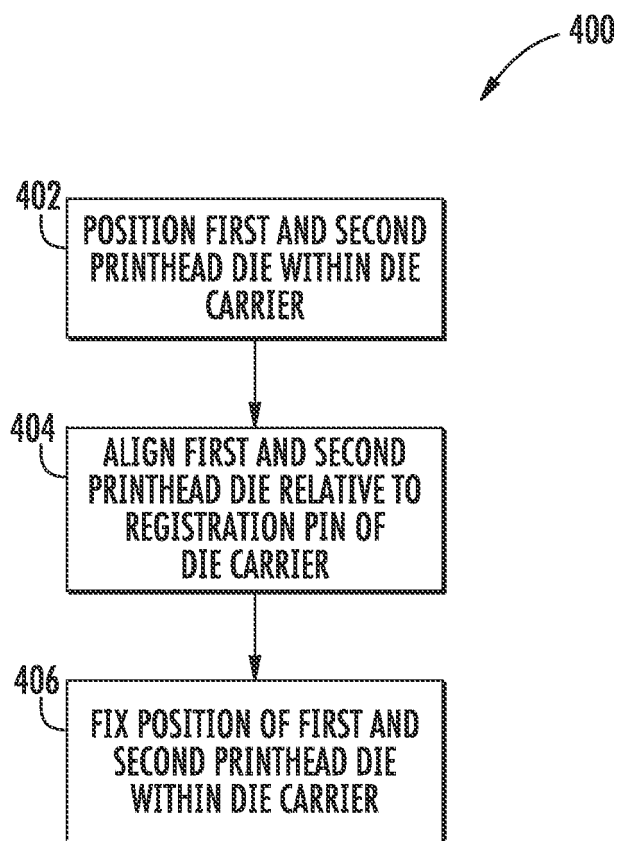 400
402
POSITION FIRST AND SECOND
PRINTHEAD DIE WITHIN DIE
CARRIER
404
ALIGN FIRST AND SECOND
PRINTHEAD DIE RELATIVE TO
REGISTRATION PIN OF
DIE CARRIER
406
FIX POSITION OF FIRST AND
SECOND PRINTHEAD DIE
WITHIN DIE CARRIER